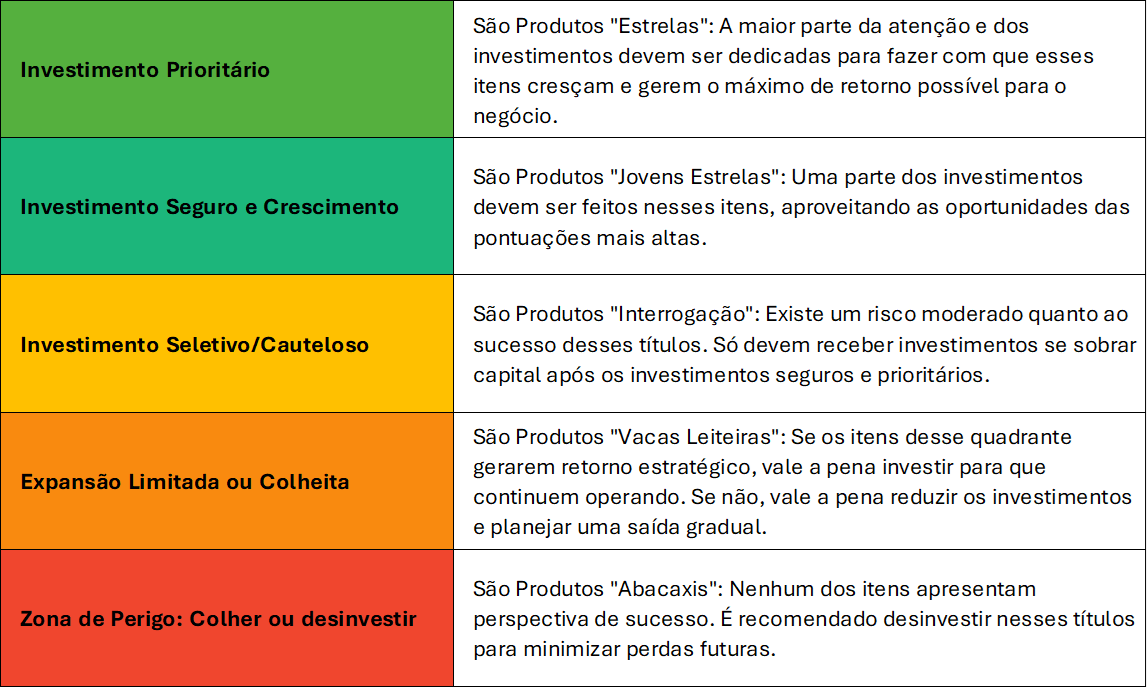 Investimento Prioritário
São Produtos "Estrelas": A maior parte da atenção e dos
investimentos devem ser dedicadas para fazer com que esses
itens cresçam e gerem o máximo de retorno possível para o
negócio.
Investimento Seguro e Crescimento
São Produtos "Jovens Estrelas": Uma parte dos investimentos
devem ser feitos nesses itens, aproveitando as oportunidades das
pontuações mais altas.
Investimento Seletivo/Cauteloso
São Produtos "Interrogação": Existe um risco moderado quanto ao
sucesso desses títulos. Só devem receber investimentos se sobrar
capital após os investimentos seguros e prioritários.
Expansão Limitada ou Colheita
São Produtos "Vacas Leiteiras": Se os itens desse quadrante
gerarem retorno estratégico, vale a pena investir para que
continuem operando. Se não, vale a pena reduzir os investimentos
e planejar uma saída gradual.
Zona de Perigo: Colher ou desinvestir
São Produtos "Abacaxis": Nenhum dos itens apresentam
perspectiva de sucesso. É recomendado desinvestir nesses títulos
para minimizar perdas futuras.